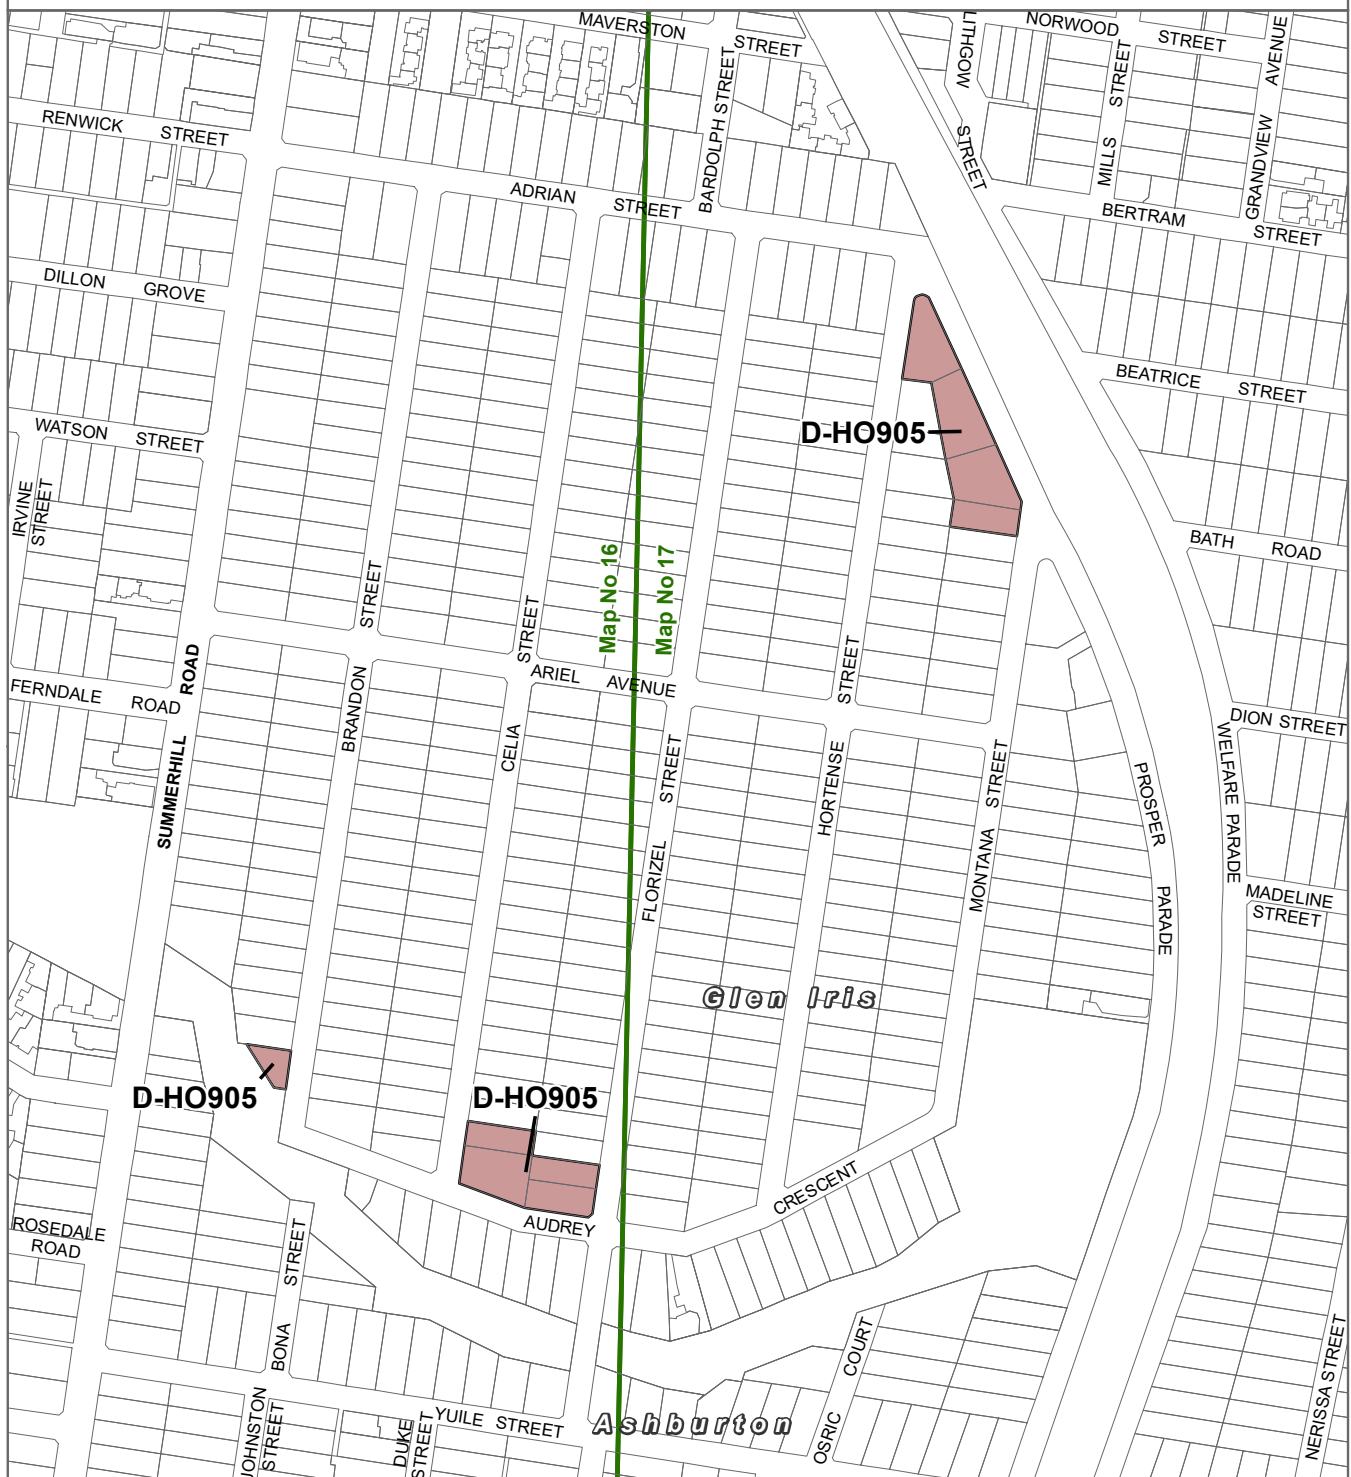 MAVERSTON
STREET
LITHGOW
STREET
NORWOOD
STREET
AVENUE
GRANDVIEW
STREET
MILLS
BARDOLPH STREET
RENWICK
STREET
ADRIAN
STREET
BERTRAM
STREET
DILLON
GROVE
BEATRICE
STREET
WATSON
STREET
D-HO905
IRVINE
STREET
BATH
ROAD
Map No 16
Map No 17
STREET
STREET
STREET
ARIEL
AVENUE
ROAD
FERNDALE
ROAD
BRANDON
CELIA
STREET
FLORIZEL
HORTENSE
STREET
MONTANA
DION STREET
WELFARE PARADE
PROSPER
PARADE
SUMMERHILL
MADELINE
STREET
Glen Iris
D-HO905
D-HO905
CRESCENT
AUDREY
ROSEDALE
ROAD
STREET
BONA
COURT
OSRIC
NERISSA STREET
JOHNSTON
STREET
DUKE
STREET
YUILE
STREET
Ashburton